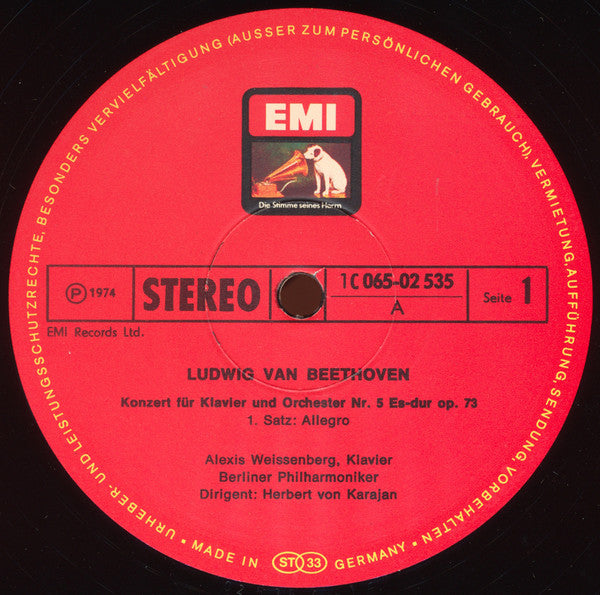 URHEBER- UND LEISTUNGSSCHUTZRECHTE, BESONDERS VERVIELFÄLTIGUNG (AUSSER ZUM PERSÖNLICHEN GEBRAUCH), VERMIETUNG, AUFFÜHRUNG, SENDUNG, VORBEHALTEN •
EMI
Die Stimme seines Herrn
℗ 1974
STEREO
1 C 065-02 535
A
Seite 1
EMI Records Ltd.
LUDWIG VAN BEETHOVEN
Konzert für Klavier und Orchester Nr. 5 Es-dur op. 73
1. Satz: Allegro
Alexis Weissenberg, Klavier
Berliner Philharmoniker
Dirigent: Herbert von Karajan
• MADE IN ST 33 GERMANY